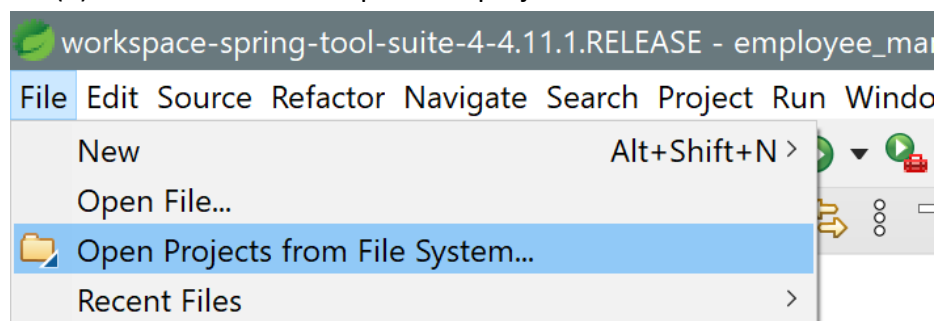 workspace-spring-tool-suite-4-4.11.1.RELEASE - employee_mar
File Edit Source Refactor Navigate Search Project Run Windo
New Alt+Shift+N >
Open File...
Open Projects from File System...
Recent Files >